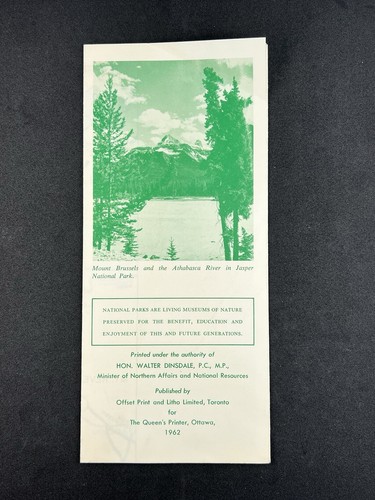 Mount Brussels and the Athabawa River in Jasper
National Park.
NATIONAL PARKS ARE LIVING MUSEUMS OF NATURE
PRESERVED FOR THE BENEFIT, EDUCATION AND
ENJOYMENT OF THIS AND FUTURE GENERATIONS.
Printed under the authority of
HON. WALTER DINSDALE, P.C., M.P.,
Minister of Northern Affairs and National Resources
Published by
Offset Print and Litho Limited, Toronto
for
The Queen's Printer, Ottawa,
1962